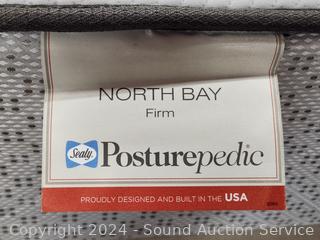 NORTH BAY
Firm
Sealy Posturepedic®
PROUDLY DESIGNED AND BUILT IN THE USA
Copyright © 2024 - Sound Auction Service